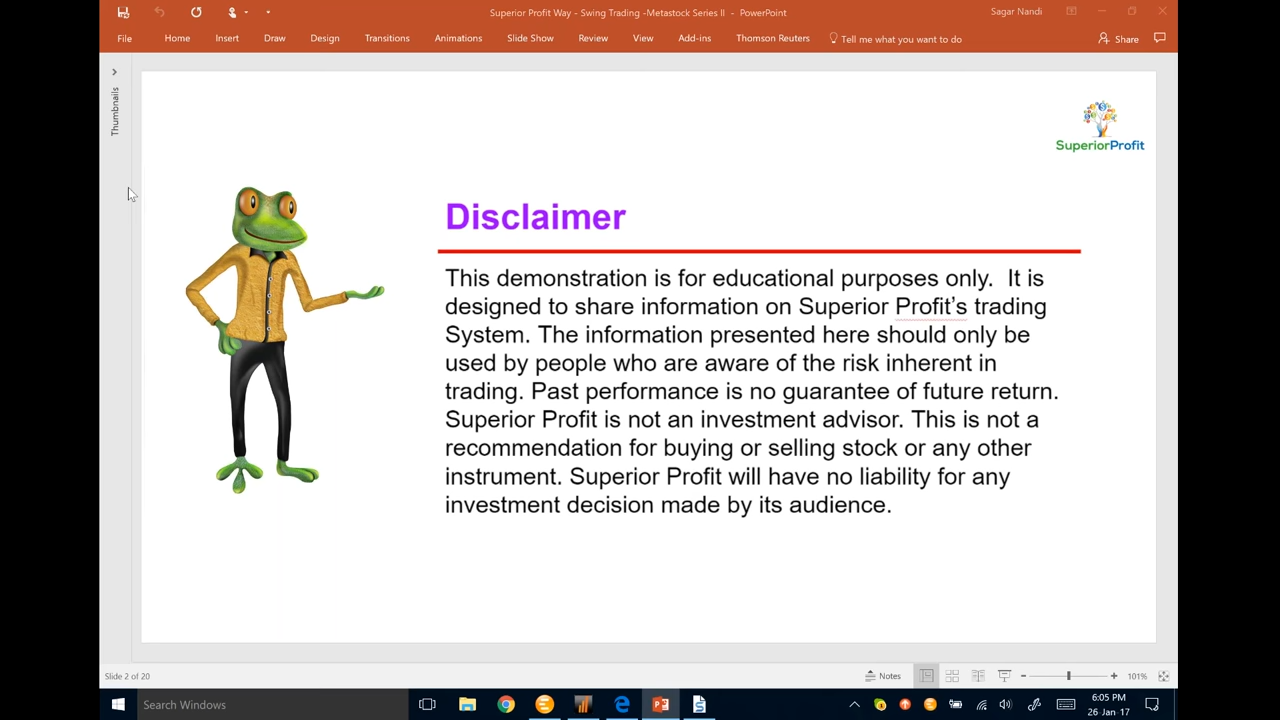 Superior Profit Way - Swing Trading -Metastock Series II - PowerPoint
Sagar Nandi
File Home Insert Draw Design Transitions Animations Slide Show Review View Add-ins Thomson Reuters Tell me what you want to do Share
Thumbnails
SuperiorProfit
Disclaimer
This demonstration is for educational purposes only. It is
designed to share information on Superior Profit's trading
System. The information presented here should only be
used by people who are aware of the risk inherent in
trading. Past performance is no guarantee of future return.
Superior Profit is not an investment advisor. This is not a
recommendation for buying or selling stock or any other
instrument. Superior Profit will have no liability for any
investment decision made by its audience.
Slide 2 of 20
Notes
101%
Search Windows
6:05 PM
26 Jan 17